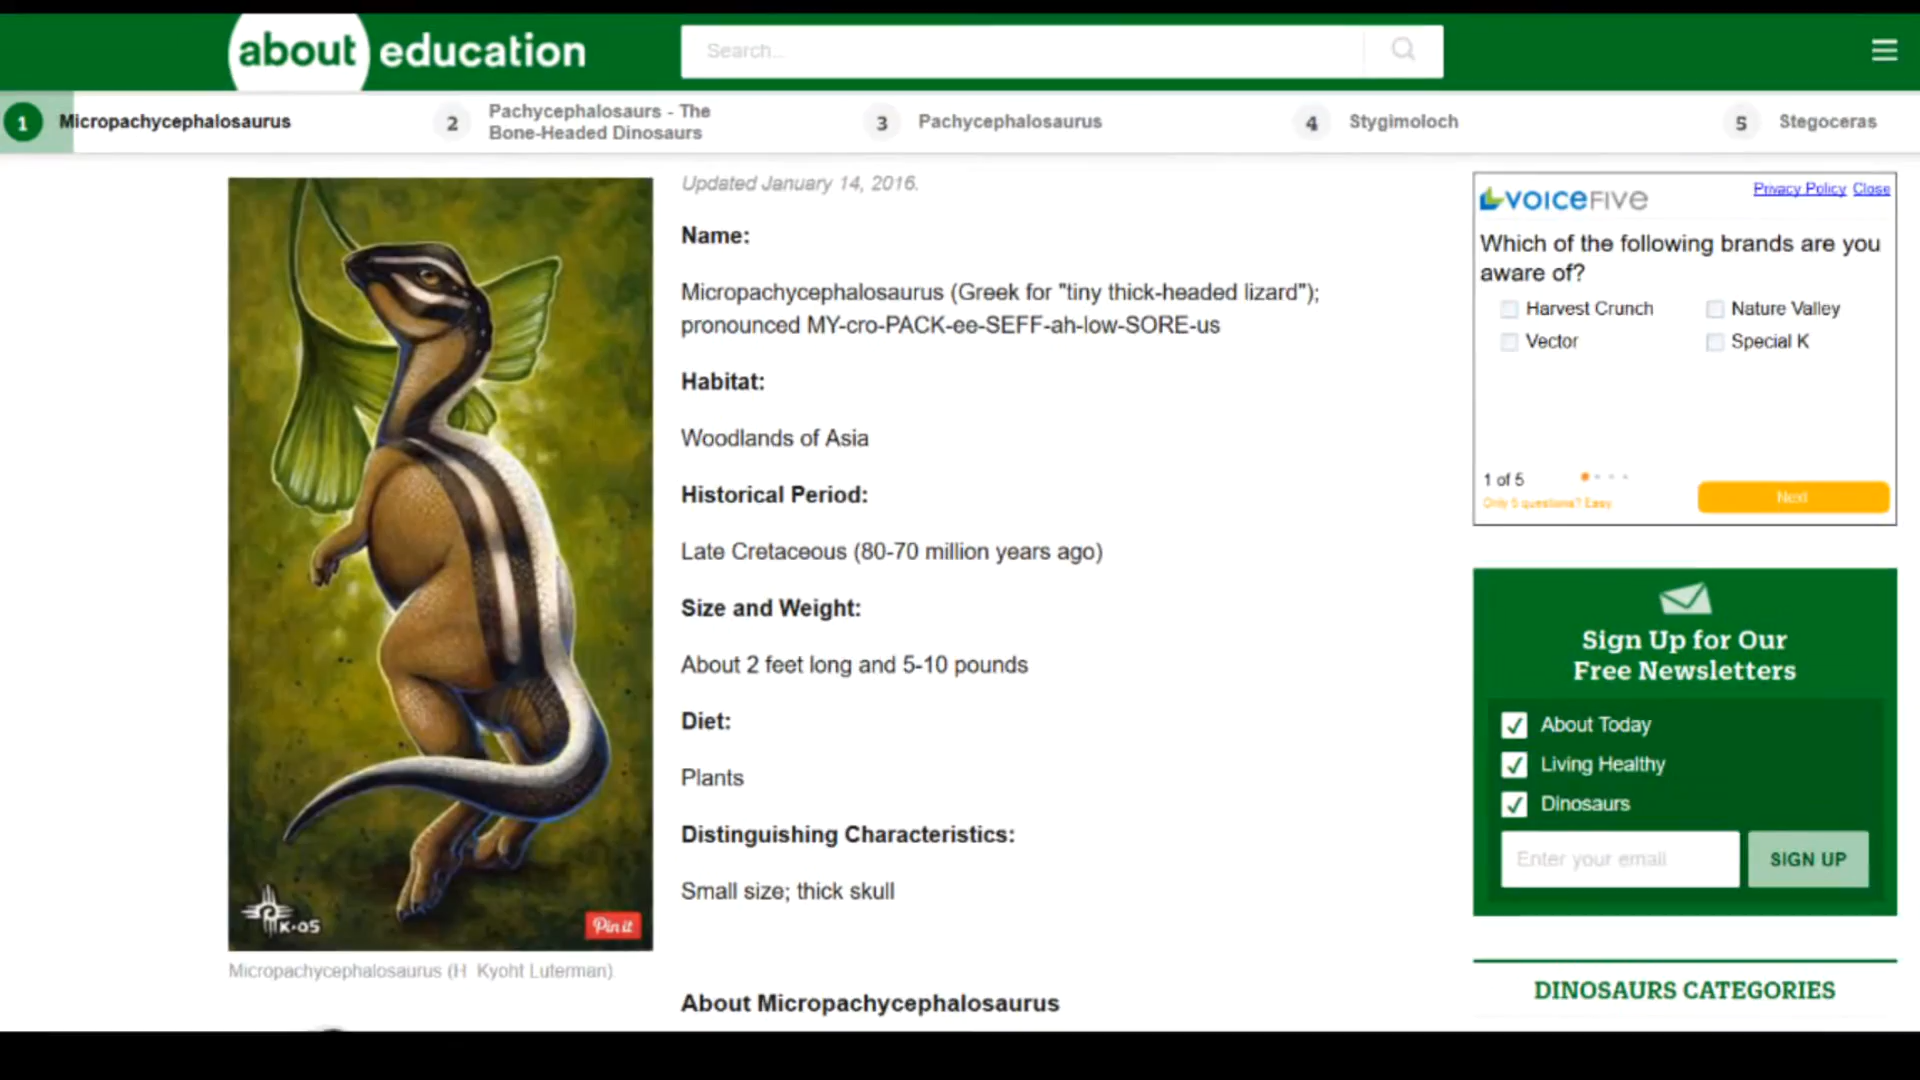 about education
Search...
1 Micropachycephalosaurus
2 Pachycephalosaurs - The
Bone-Headed Dinosaurs
3 Pachycephalosaurus
4 Stygimoloch
5 Stegoceras
K-05
Pin it
Micropachycephalosaurus (H. Kyoht Luterman).
Updated January 14, 2016.
Name:
Micropachycephalosaurus (Greek for "tiny thick-headed lizard");
pronounced MY-cro-PACK-ee-SEFF-ah-low-SORE-us
Habitat:
Woodlands of Asia
Historical Period:
Late Cretaceous (80-70 million years ago)
Size and Weight:
About 2 feet long and 5-10 pounds
Diet:
Plants
Distinguishing Characteristics:
Small size; thick skull
About Micropachycephalosaurus
VOICEFIVE
Privacy Policy Close
Which of the following brands are you
aware of?
Harvest Crunch Nature Valley
Vector Special K
1 of 5
Only 5 questions? Easy
Next
Sign Up for Our
Free Newsletters
About Today
Living Healthy
Dinosaurs
Enter your email SIGN UP
DINOSAURS CATEGORIES